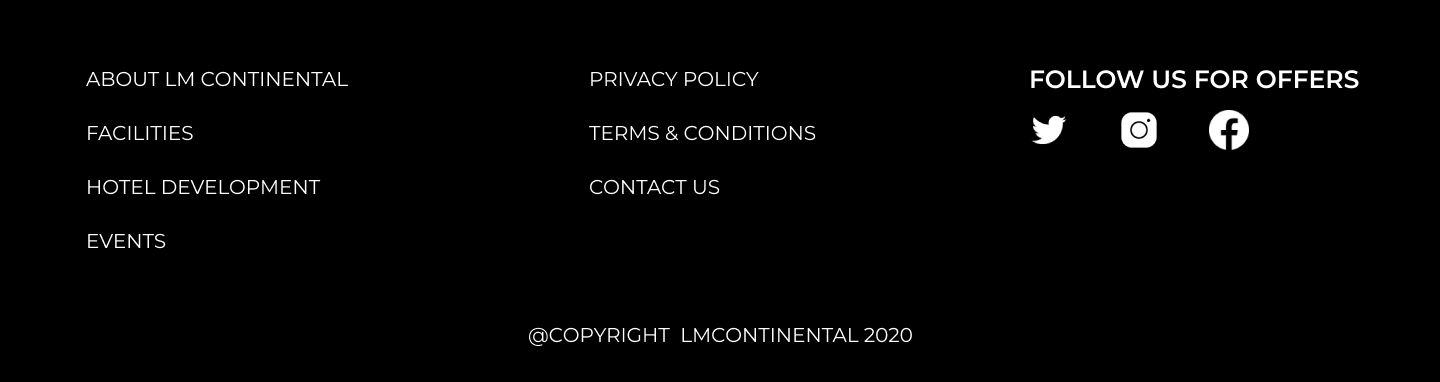 ABOUT LM CONTINENTAL
FACILITIES
HOTEL DEVELOPMENT
EVENTS
PRIVACY POLICY
TERMS & CONDITIONS
CONTACT US
FOLLOW US FOR OFFERS
@COPYRIGHT  LMCONTINENTAL 2020